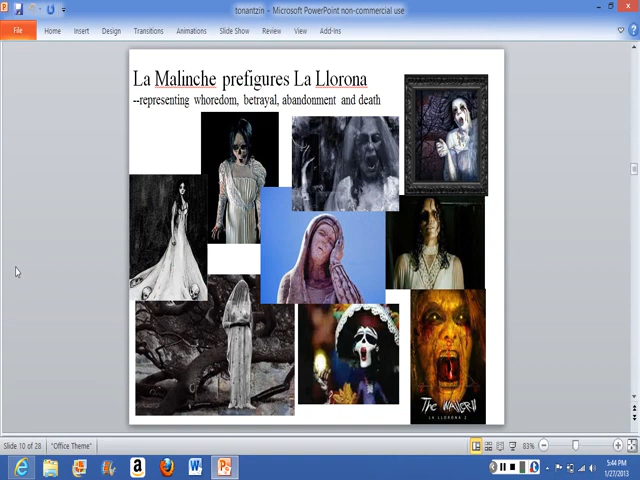 tonantzin - Microsoft PowerPoint non-commercial use
File Home Insert Design Transitions Animations Slide Show Review View Add-Ins
La Malinche prefigures La Llorona
--representing whoredom, betrayal, abandonment and death
The Wailer II
LA LLORONA 2
Slide 10 of 28 "Office Theme" 83%
5:44 PM
1/27/2013